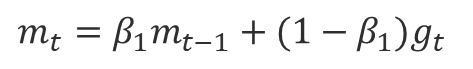 m_t = β_1 m_{t−1} + (1 − β_1) g_t